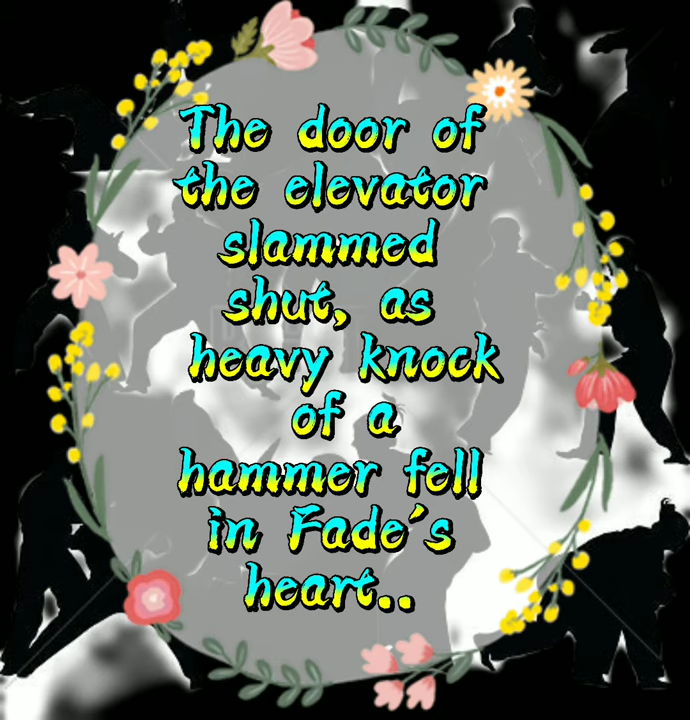 The door of
the elevator
slammed
shut, as
heavy knock
of a
hammer fell
in Fade's
heart..